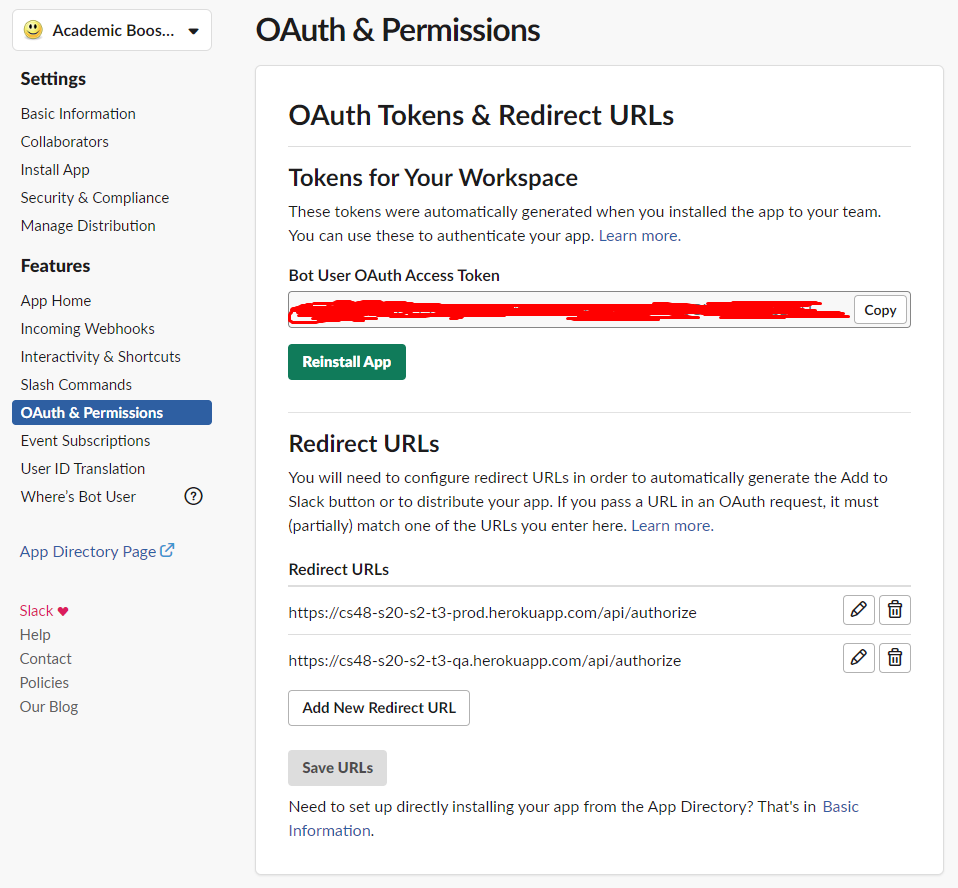 Academic Boos...
Settings
Basic Information
Collaborators
Install App
Security & Compliance
Manage Distribution
Features
App Home
Incoming Webhooks
Interactivity & Shortcuts
Slash Commands
OAuth & Permissions
Event Subscriptions
User ID Translation
Where's Bot User
?
App Directory Page
Slack
Help
Contact
Policies
Our Blog
OAuth & Permissions
OAuth Tokens & Redirect URLs
Tokens for Your Workspace
These tokens were automatically generated when you installed the app to your team.
You can use these to authenticate your app. Learn more.
Bot User OAuth Access Token
Copy
Reinstall App
Redirect URLs
You will need to configure redirect URLs in order to automatically generate the Add to
Slack button or to distribute your app. If you pass a URL in an OAuth request, it must
(partially) match one of the URLs you enter here. Learn more.
Redirect URLs
https://cs48-s20-s2-t3-prod.herokuapp.com/api/authorize
https://cs48-s20-s2-t3-qa.herokuapp.com/api/authorize
Add New Redirect URL
Save URLs
Need to set up directly installing your app from the App Directory? That's in Basic
Information.